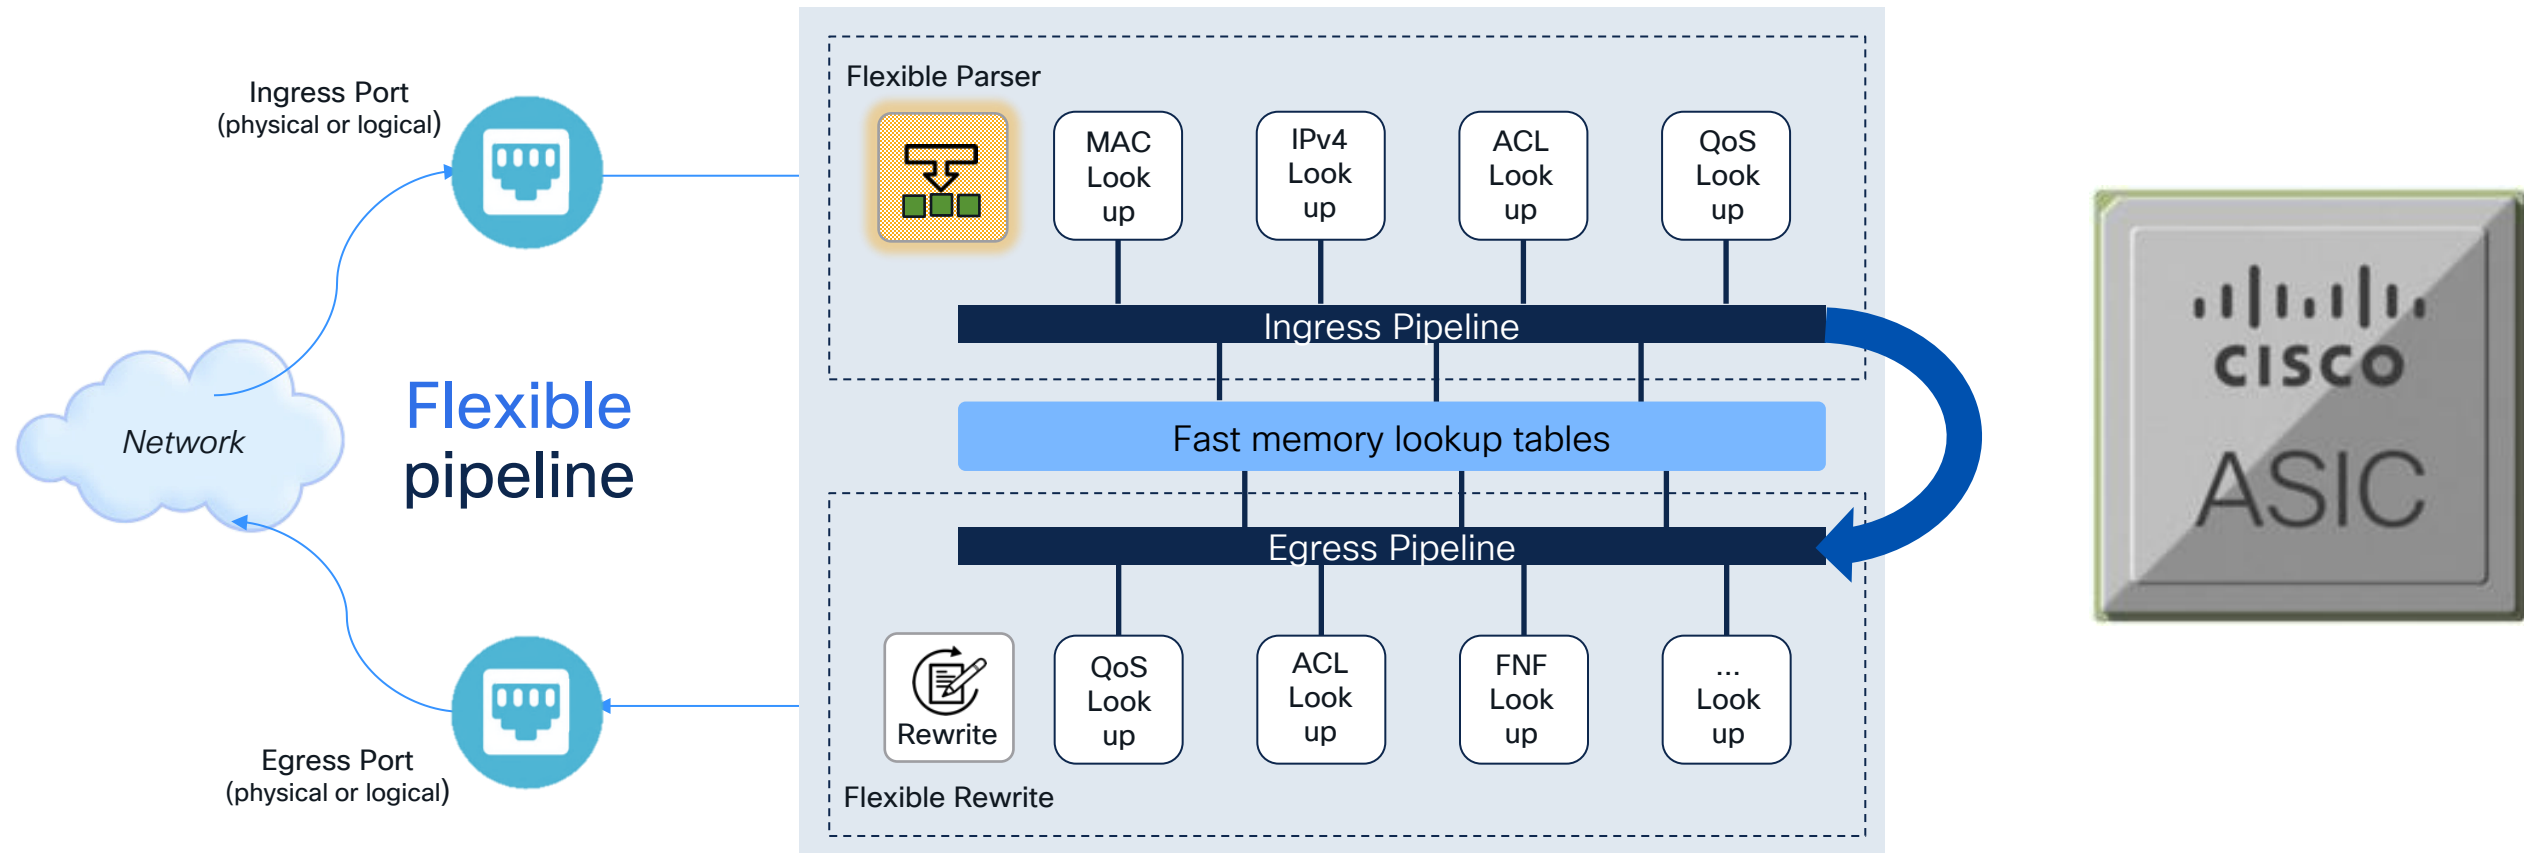 Ingress Port
(physical or logical)
Network
Flexible
pipeline
Egress Port
(physical or logical)
Flexible Parser
MAC
Look
up
IPv4
Look
up
ACL
Look
up
QoS
Look
up
Ingress Pipeline
Fast memory lookup tables
Egress Pipeline
Rewrite
QoS
Look
up
ACL
Look
up
FNF
Look
up
...
Look
up
Flexible Rewrite
CISCO
ASIC